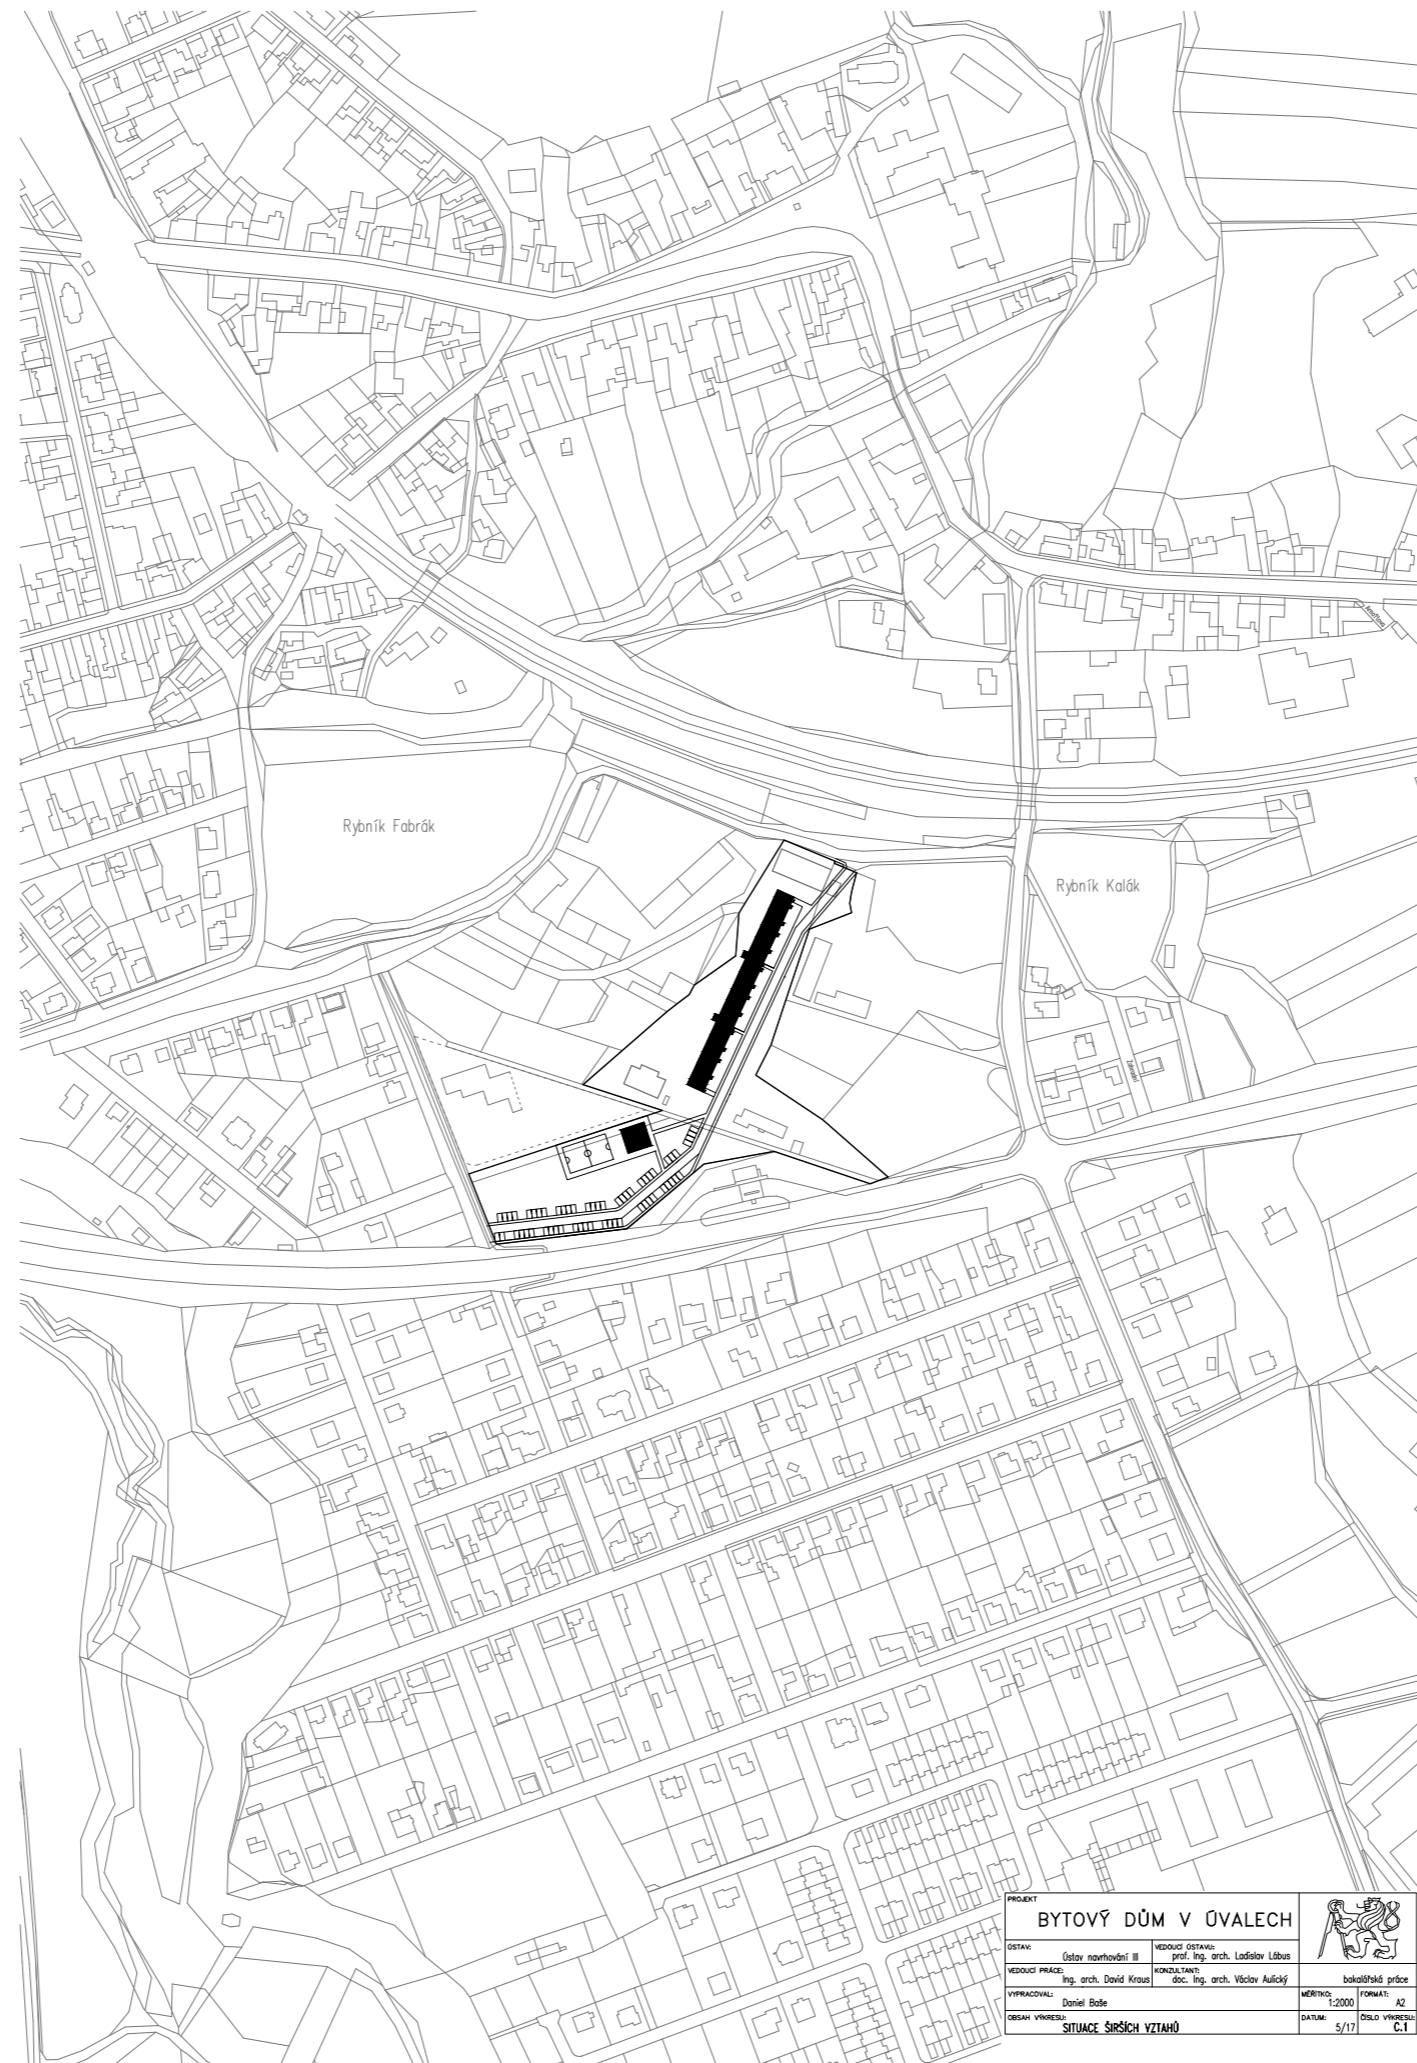 Rybník Fabrák
Rybník Kalák
PROJEKT
BYTOVÝ DŮM V ÚVALECH
ÚSTAV:
Ústav navrhování III
VEDOUCÍ ÚSTAVU:
prof. Ing. arch. Ladislav Lábus
VEDOUCÍ PRÁCE:
Ing. arch. David Kraus
KONZULTANT:
doc. Ing. arch. Václav Aulický
bakalářská práce
VYPRACOVAL:
Daniel Baše
MĚŘÍTKO:
1:2000
FORMÁT:
A2
OBSAH VÝKRESU:
SITUACE ŠIRŠÍCH VZTAHŮ
DATUM:
5/17
ČÍSLO VÝKRESU:
C.1